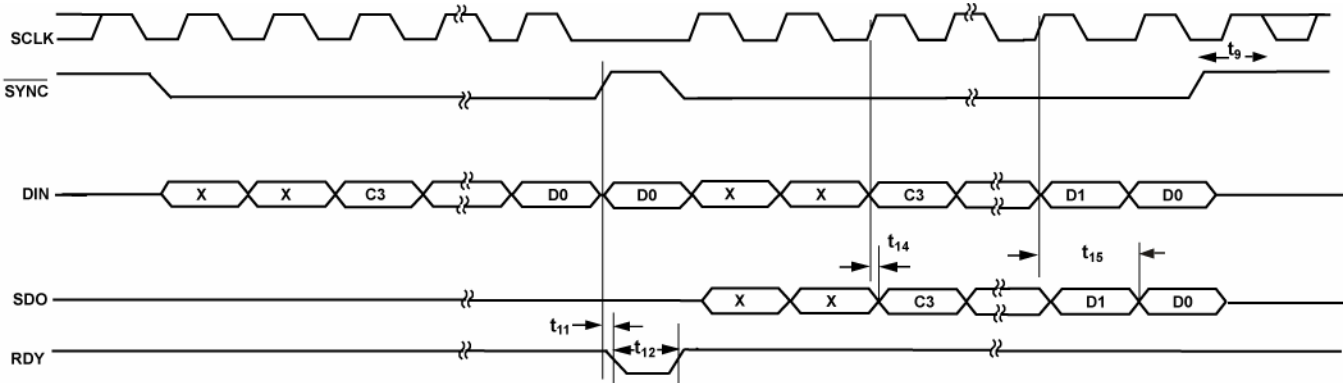 SCLK
t9
SYNC
DIN X X C3 D0 D0 X X C3 D1 D0
t14
t15
SDO X X C3 D1 D0
t11
t12
RDY